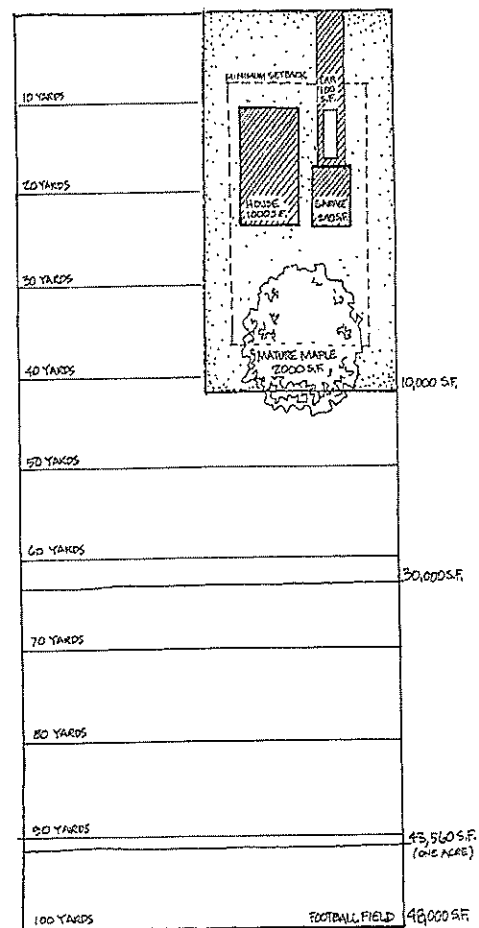 MINIMUM SETBACK
CAR
100
S.F.
10 YARDS
20 YARDS
HOUSE
1000 S.F.
S.F.
30 YARDS
MATURE MAPLE
2000 S.F.
40 YARDS
10,000 S.F.
50 YARDS
60 YARDS
30,000 S.F.
70 YARDS
80 YARDS
90 YARDS
43,560 S.F.
(ONE ACRE)
100 YARDS
FOOTBALL FIELD
48,000 S.F.